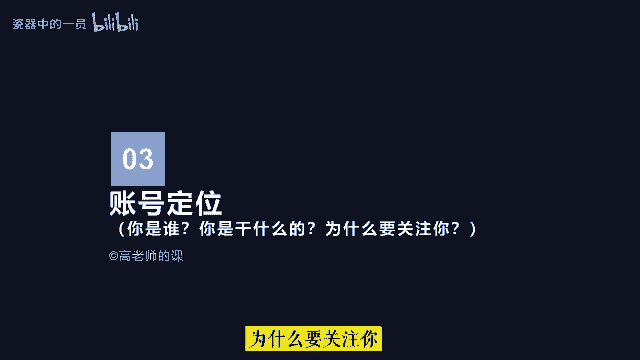 瓷器中的一员 bilibili
03
账号定位
（你是谁？你是干什么的？为什么要关注你？）
©高老师的课
为什么要关注你